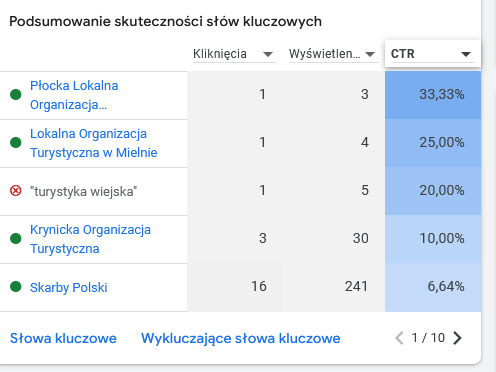 Podsumowanie skuteczności słów kluczowych
Kliknięcia Wyświetlen... CTR
Płocka Lokalna
Organizacja... 1 3 33,33%
Lokalna Organizacja
Turystyczna w Mielnie 1 4 25,00%
"turystyka wiejska" 1 5 20,00%
Krynicka Organizacja
Turystyczna 3 30 10,00%
Skarby Polski 16 241 6,64%
Słowa kluczowe Wykluczające słowa kluczowe 1 / 10